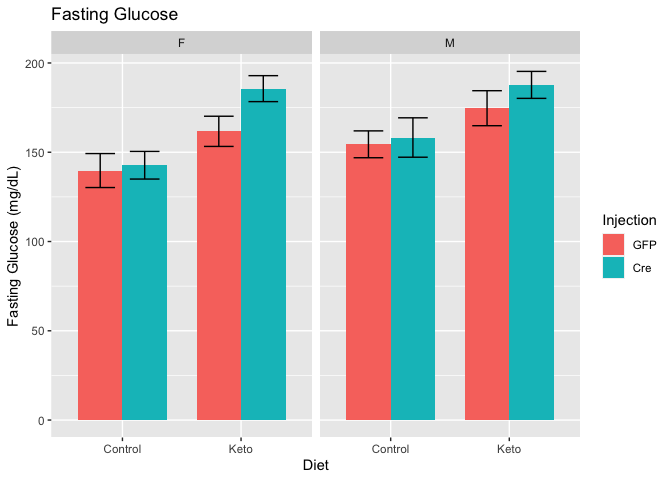 Fasting Glucose
F
M
200
150
100
50
0
Fasting Glucose (mg/dL)
Control
Keto
Control
Keto
Diet
Injection
GFP
Cre